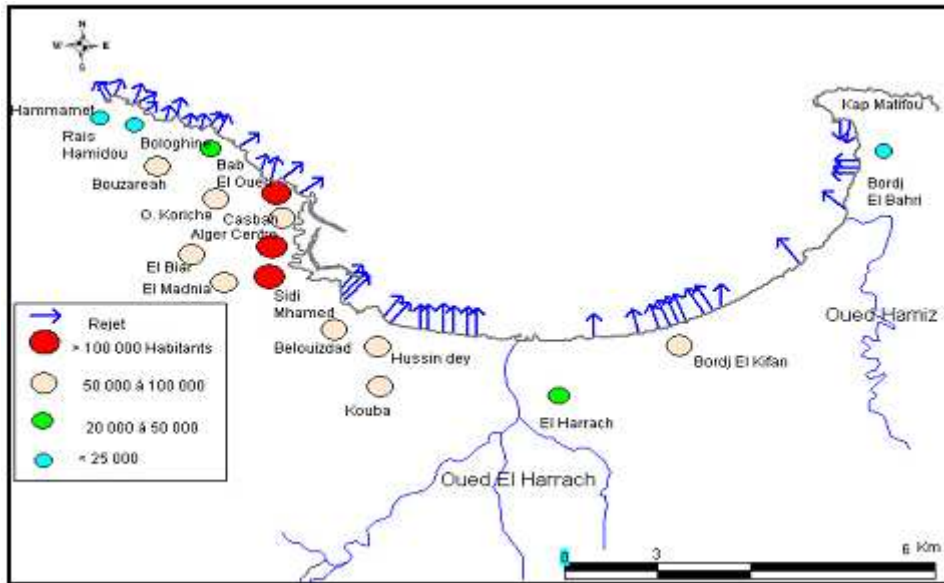 N
W E
S
Hammamet
Rais
Hamidou
Bologhine
Bouzareah
Bab
El Oued
O. Koriche
Casbah
Alger Centre
El Biar
El Madnia
Sidi
Mhamed
Belouizdad
Hussin dey
Kouba
El Harrach
Bordj El Kifan
Kap Matifou
Bordj
El Bahri
Oued Hamiz
Oued El Harrach
Rejet
> 100 000 Habitants
50 000 à 100 000
20 000 à 50 000
< 25 000
0 3 6 Km